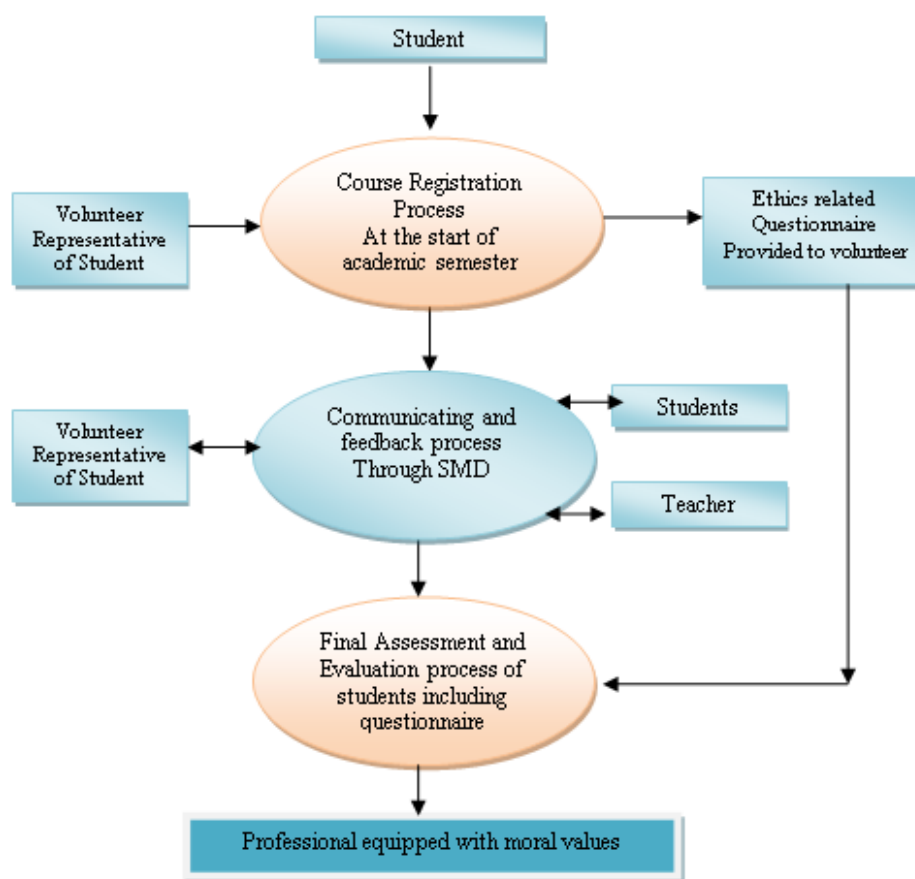 Student
Course Registration
Process
At the start of
academic semester
Volunteer
Representative
of Student
Ethics related
Questionnaire
Provided to volunteer
Communicating and
feedback process
Through SMD
Volunteer
Representative
of Student
Students
Teacher
Final Assessment and
Evaluation process of
students including
questionnaire
Professional equipped with moral values